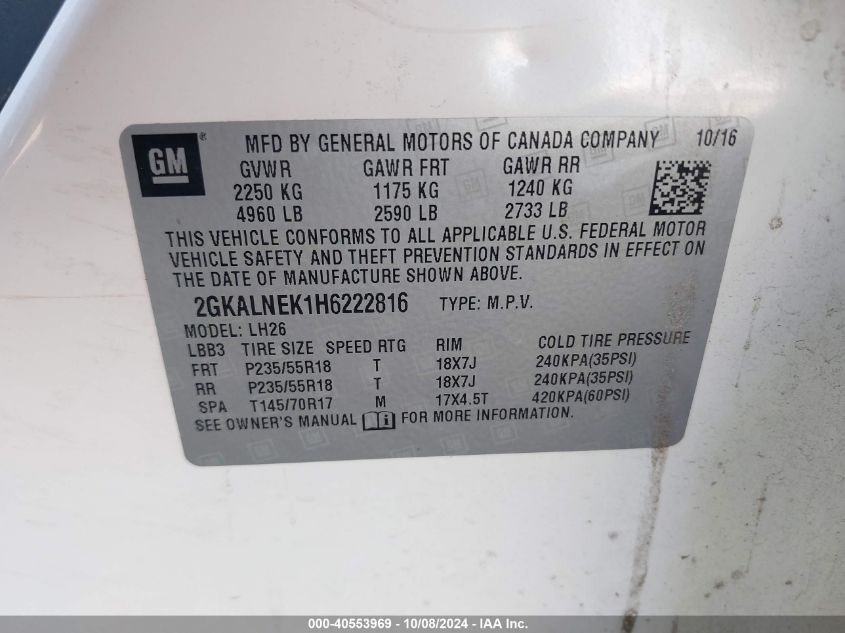 GM ® MFD BY GENERAL MOTORS OF CANADA COMPANY 10/16
GVWR GAWR FRT GAWR RR
2250 KG 1175 KG 1240 KG
4960 LB 2590 LB 2733 LB
THIS VEHICLE CONFORMS TO ALL APPLICABLE U.S. FEDERAL MOTOR
VEHICLE SAFETY AND THEFT PREVENTION STANDARDS IN EFFECT ON
THE DATE OF MANUFACTURE SHOWN ABOVE.
2GKALNEK1H6222816 TYPE: M.P.V.
MODEL: LH26
LBB3 TIRE SIZE SPEED RTG RIM COLD TIRE PRESSURE
FRT P235/55R18 T 18X7J 240KPA(35PSI)
RR P235/55R18 T 18X7J 240KPA(35PSI)
SPA T145/70R17 M 17X4.5T 420KPA(60PSI)
SEE OWNER'S MANUAL FOR MORE INFORMATION.
000-40553969 - 10/08/2024 - IAA Inc.